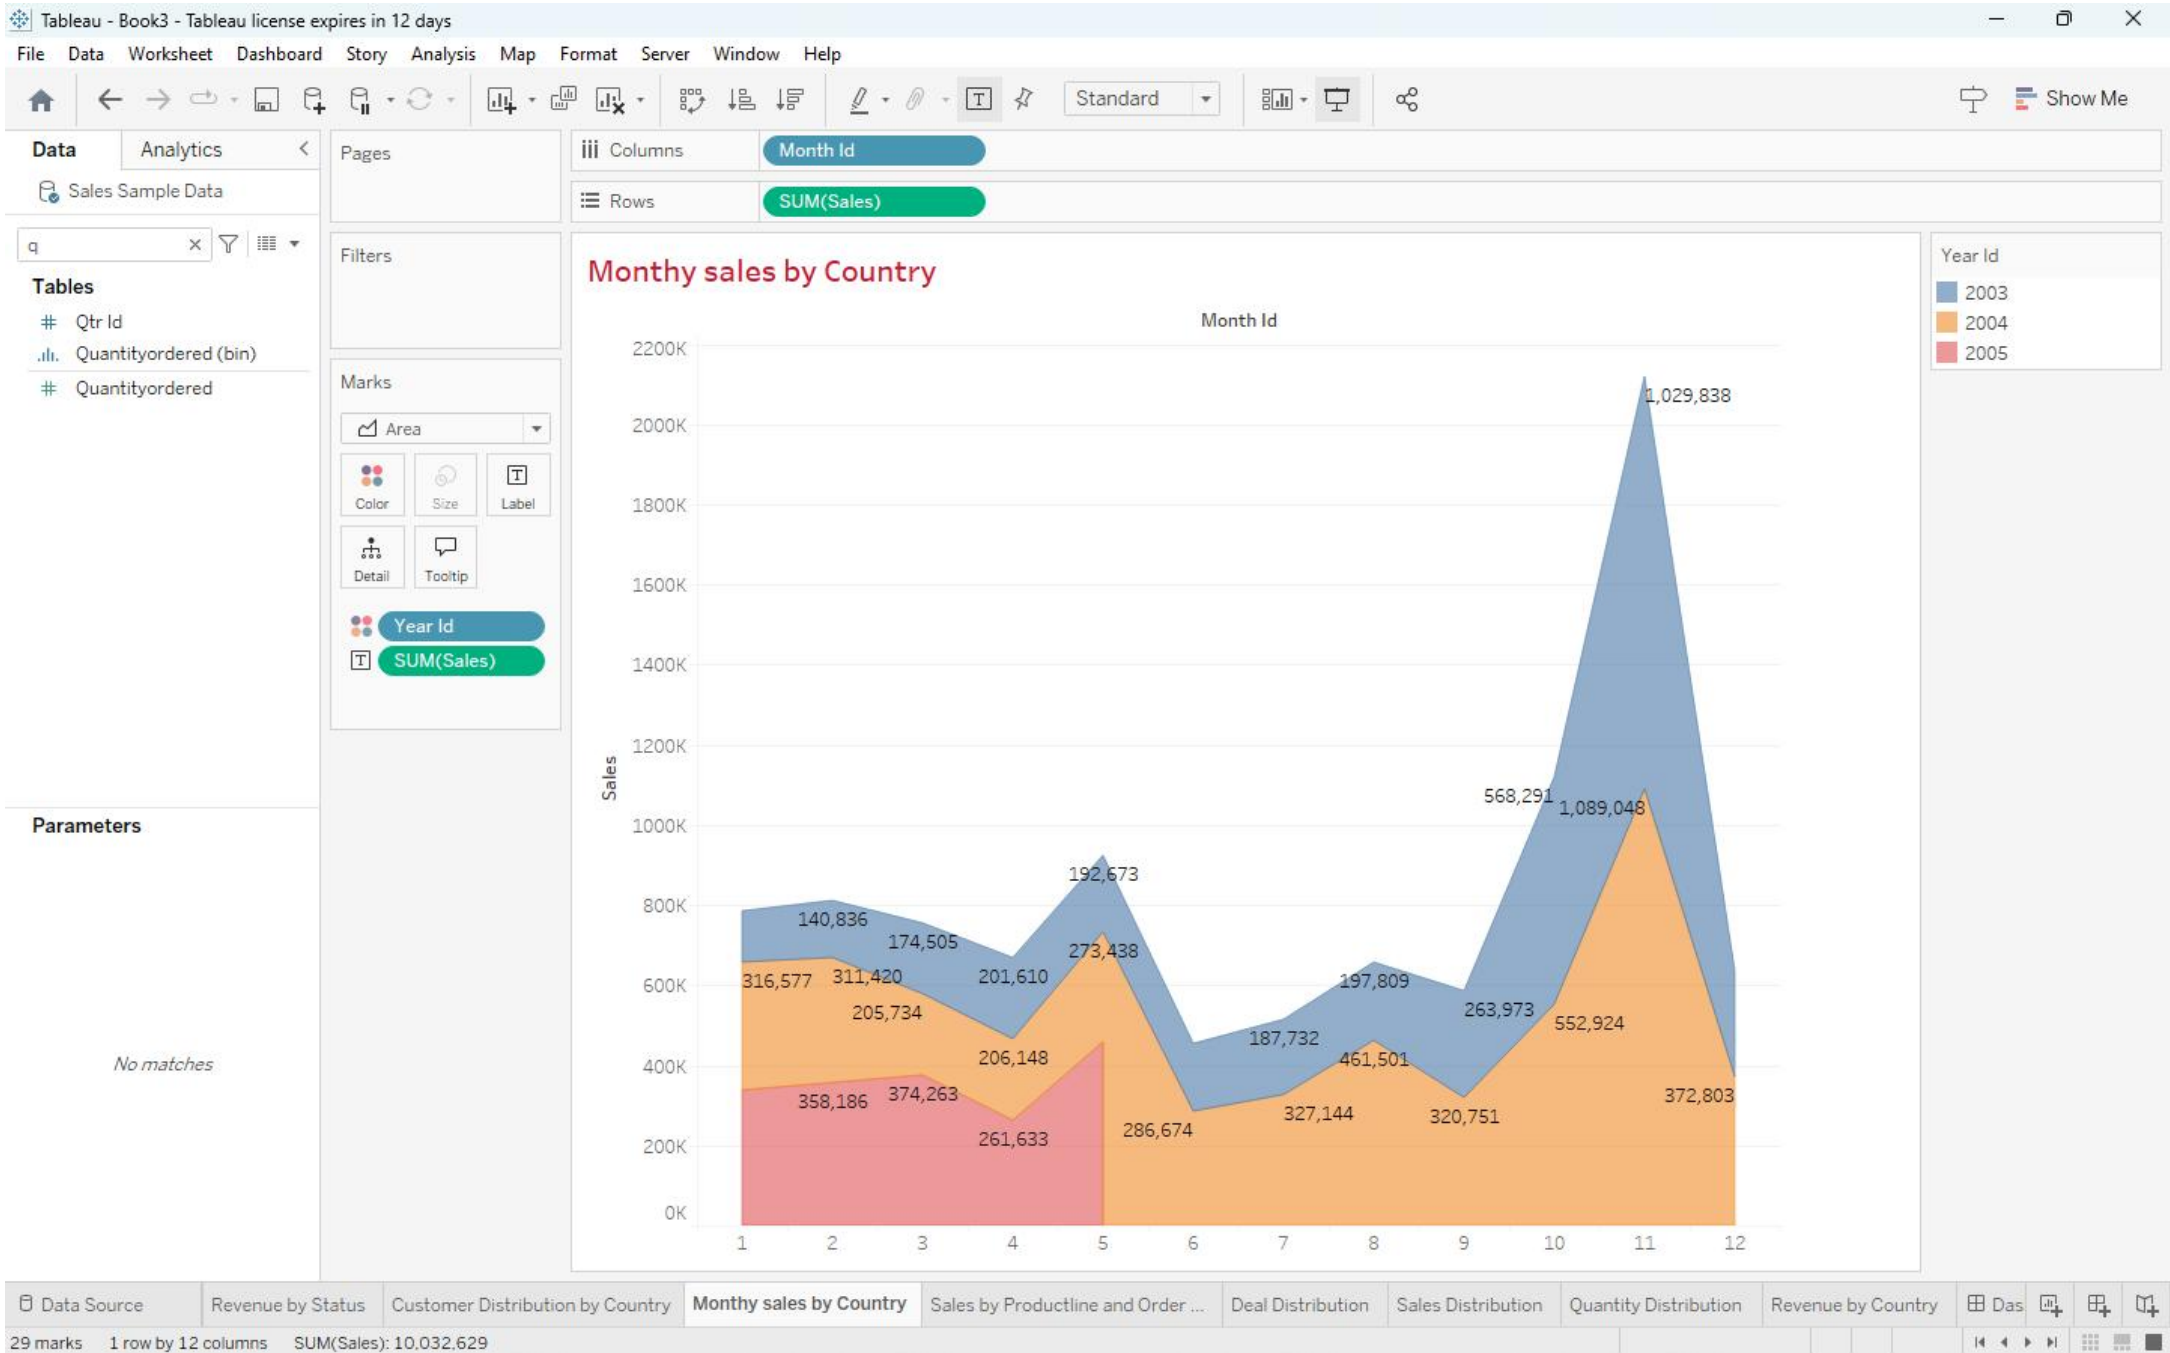 Tableau - Book3 - Tableau license expires in 12 days
File Data Worksheet Dashboard Story Analysis Map Format Server Window Help
Standard
Show Me
Data Analytics
Sales Sample Data
q
Tables
Qtr Id
Quantityordered (bin)
Quantityordered
Parameters
No matches
Pages
Filters
Marks
Area
Color Size Label
Detail Tooltip
Year Id
SUM(Sales)
Columns Month Id
Rows SUM(Sales)
Monthy sales by Country
Month Id
2200K
2000K
1800K
1600K
1400K
1200K
1000K
800K
600K
400K
200K
0K
Sales
1,029,838
568,291
1,089,048
192,673
140,836
174,505
273,438
316,577
311,420
201,610
197,809
205,734
263,973
552,924
187,732
206,148
461,501
358,186
374,263
372,803
327,144
320,751
286,674
261,633
1 2 3 4 5 6 7 8 9 10 11 12
Year Id
2003
2004
2005
Data Source Revenue by Status Customer Distribution by Country Monthy sales by Country Sales by Productline and Order ... Deal Distribution Sales Distribution Quantity Distribution Revenue by Country Das
29 marks 1 row by 12 columns SUM(Sales): 10,032,629